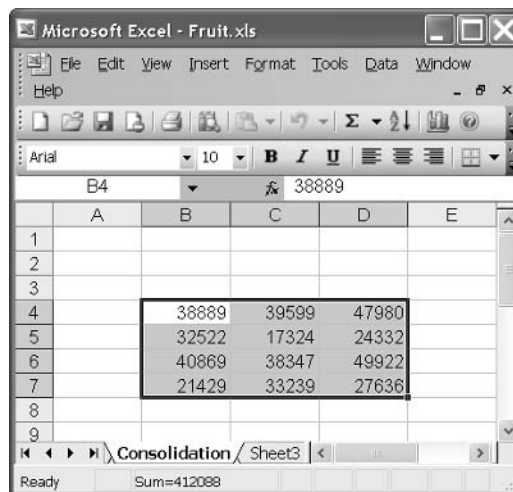 Microsoft Excel - Fruit.xls
File Edit View Insert Format Tools Data Window
Help
Arial 10 B I U
B4 fx 38889
A B C D E
1
2
3
4 38889 39599 47980
5 32522 17324 24332
6 40869 38347 49922
7 21429 33239 27636
8
9
Consolidation Sheet3
Ready Sum=412088